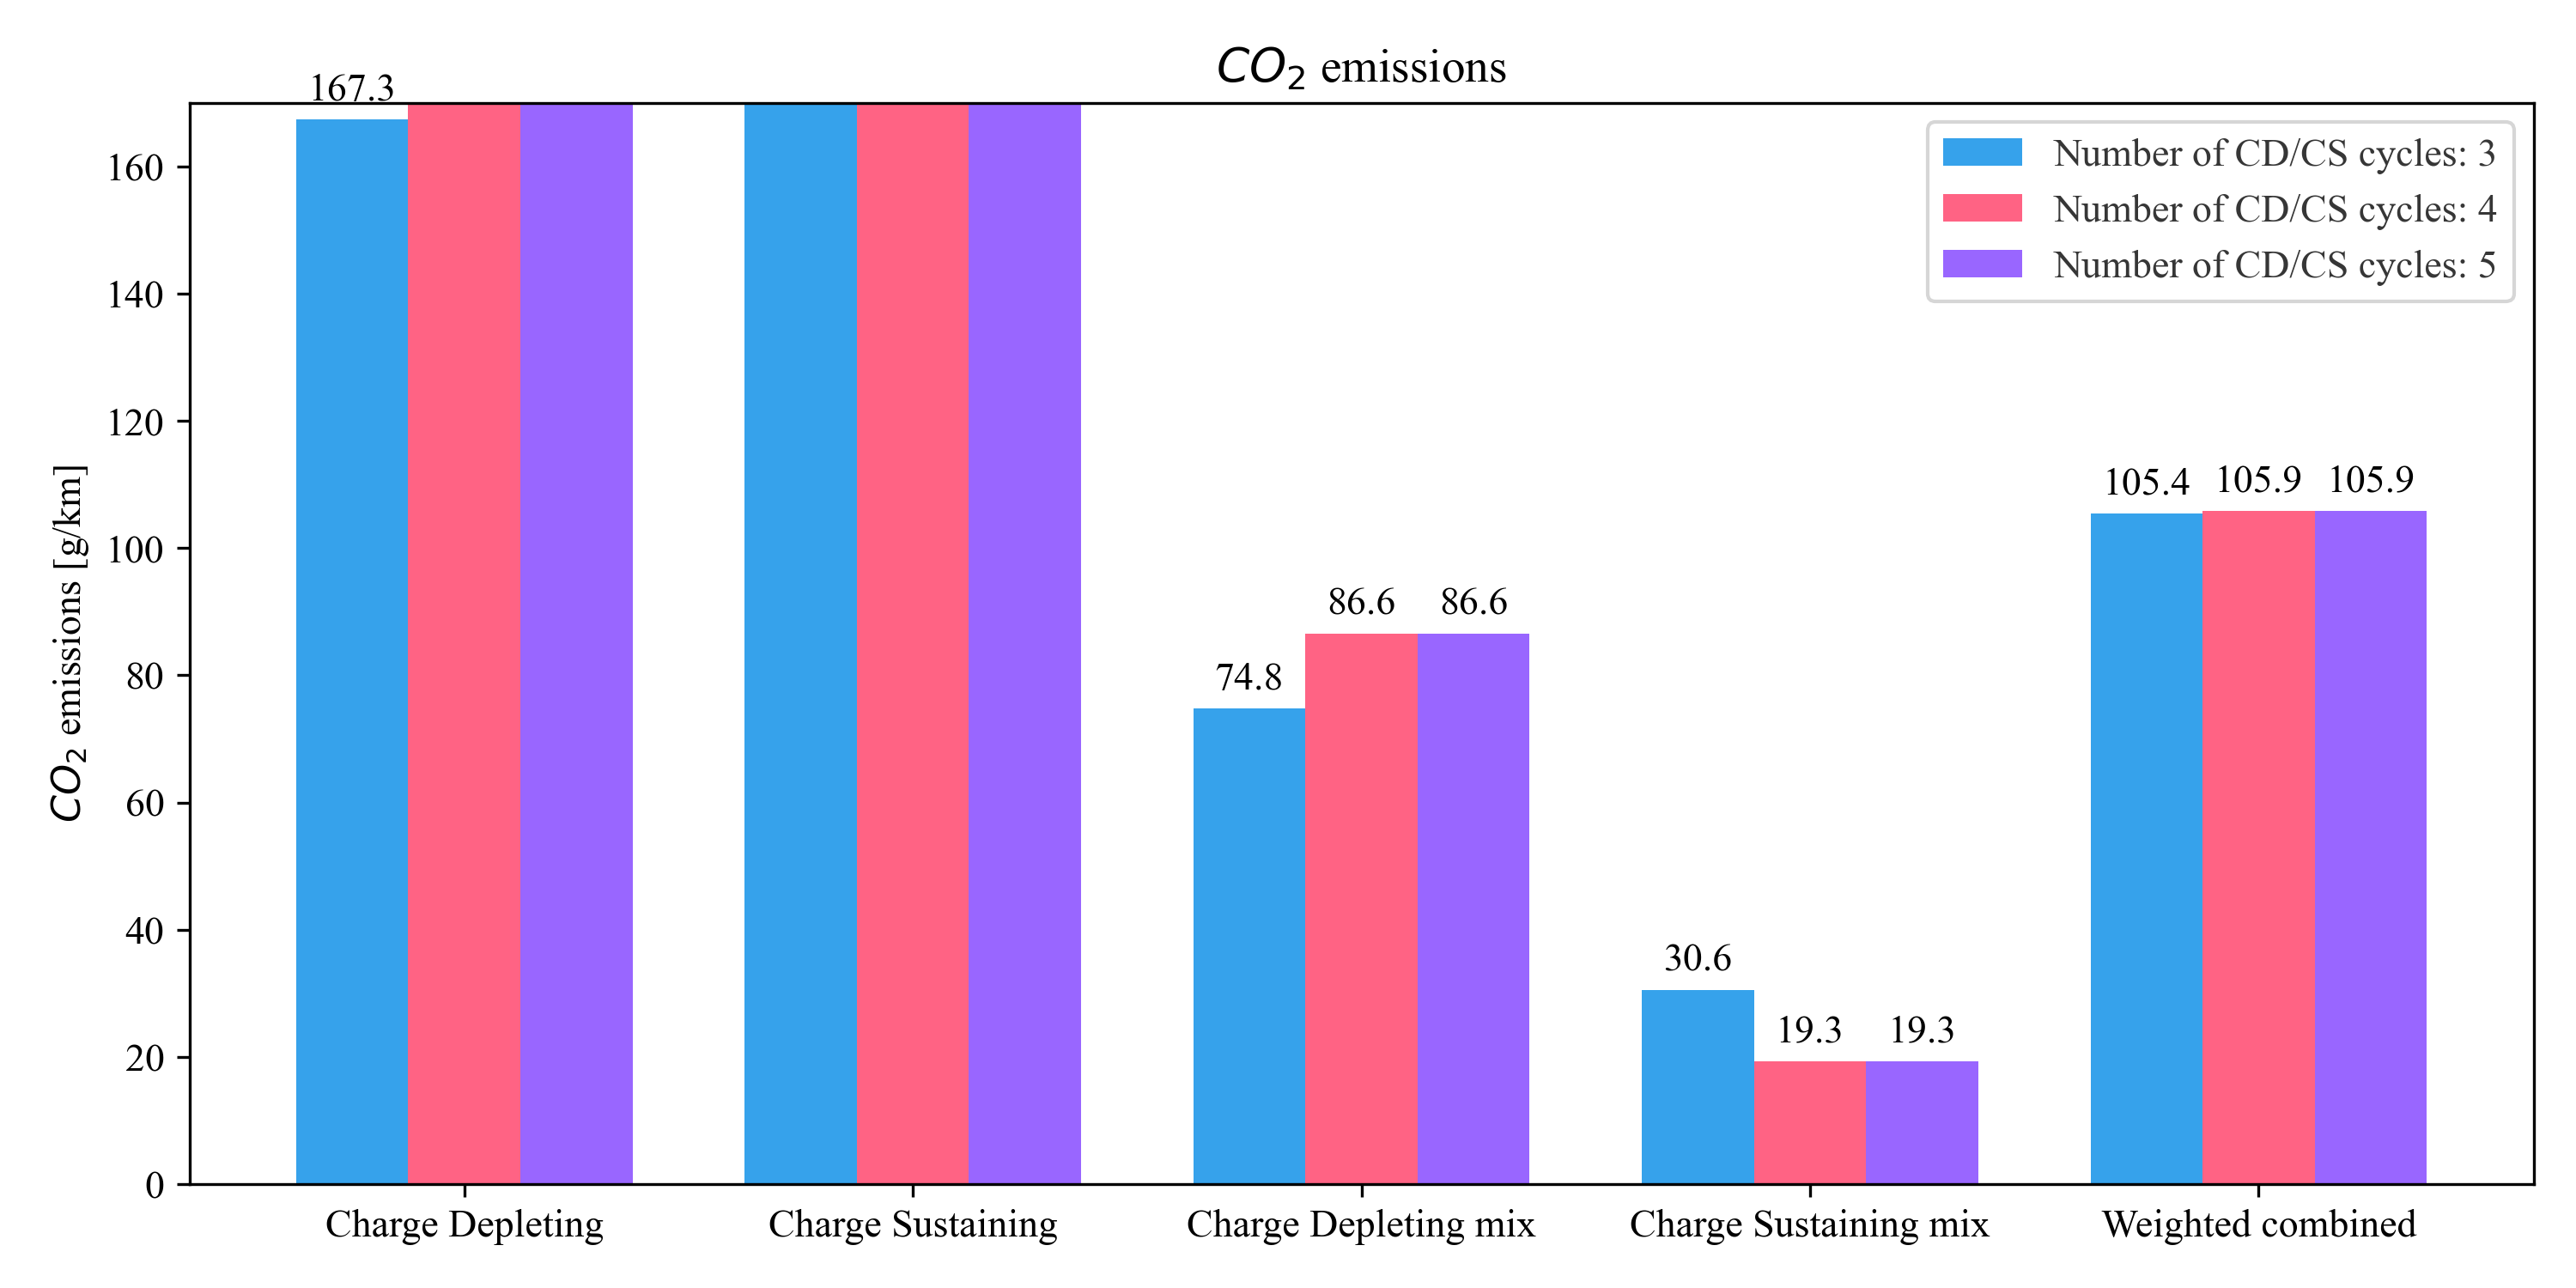 CO₂ emissions
167.3
Number of CD/CS cycles: 3
Number of CD/CS cycles: 4
Number of CD/CS cycles: 5
CO₂ emissions [g/km]
160
140
120
100
80
60
40
20
0
74.8
86.6
86.6
30.6
19.3
19.3
105.4
105.9
105.9
Charge Depleting
Charge Sustaining
Charge Depleting mix
Charge Sustaining mix
Weighted combined